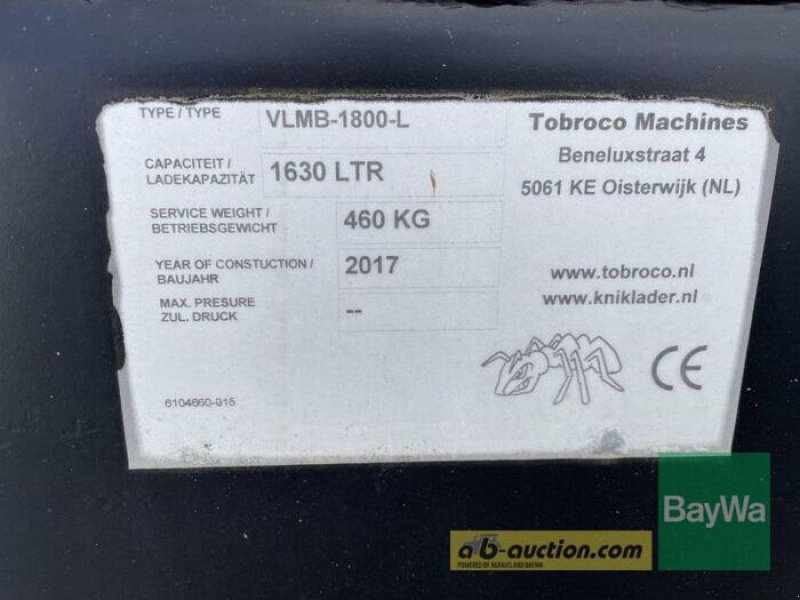 TYPE / TYPE VLMB-1800-L
CAPACITEIT /
LADEKAPAZITÄT 1630 LTR
SERVICE WEIGHT /
BETRIEBSGEWICHT 460 KG
YEAR OF CONSTUCTION /
BAUJAHR 2017
MAX. PRESURE
ZUL. DRUCK --
6104660-015
Tobroco Machines
Beneluxstraat 4
5061 KE Oisterwijk (NL)
www.tobroco.nl
www.kniklader.nl
CE
BayWa
ab-auction.com
POWERED BY AGRAVIS AND BAYWA